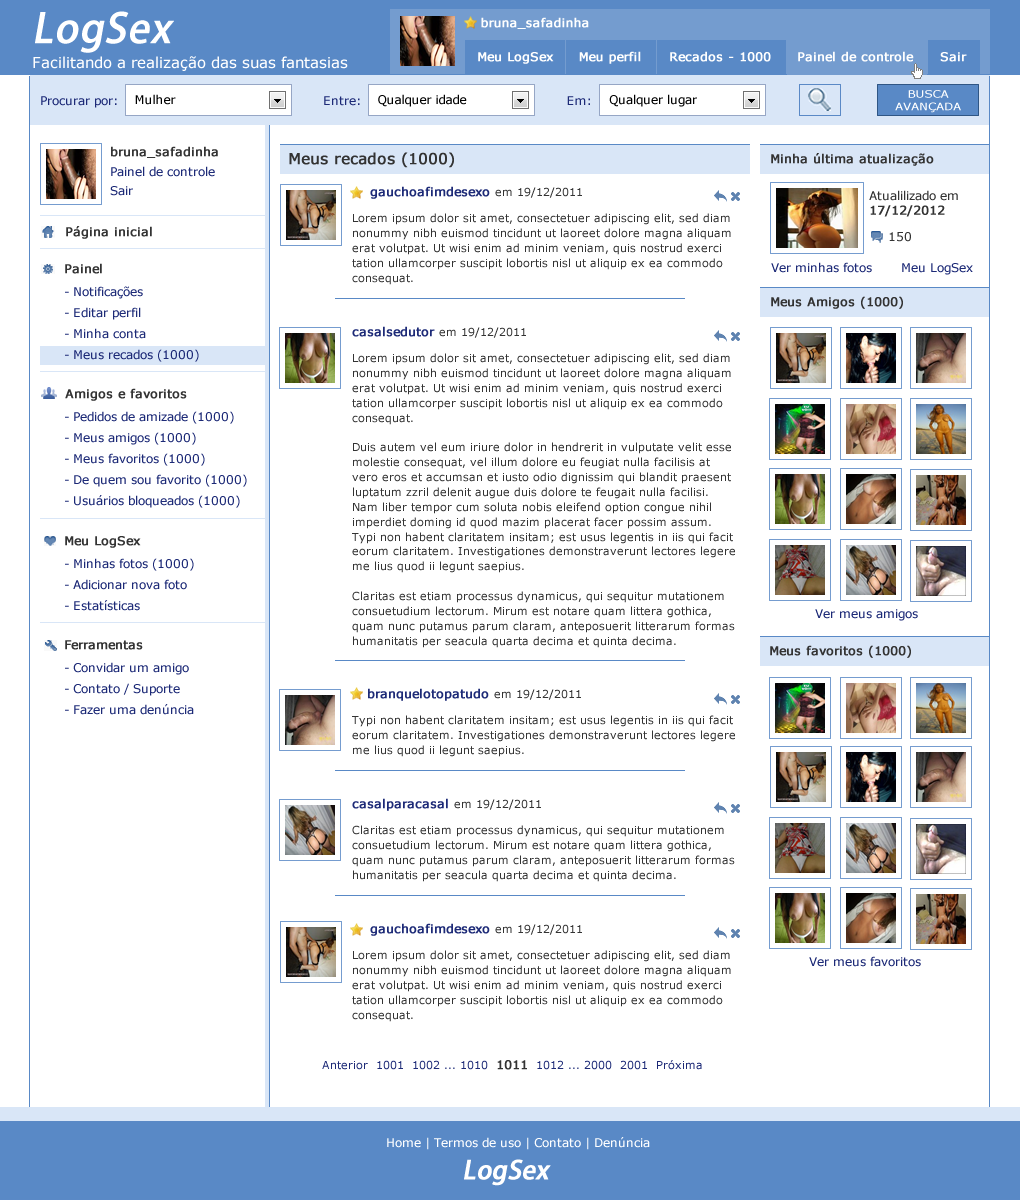 LogSex
Facilitando a realização das suas fantasias
bruna_safadinha
Meu LogSex Meu perfil Recados - 1000 Painel de controle Sair
Procurar por: Mulher Entre: Qualquer idade Em: Qualquer lugar BUSCA
AVANÇADA
bruna_safadinha
Painel de controle
Sair
Página inicial
Painel
- Notificações
- Editar perfil
- Minha conta
- Meus recados (1000)
Amigos e favoritos
- Pedidos de amizade (1000)
- Meus amigos (1000)
- Meus favoritos (1000)
- De quem sou favorito (1000)
- Usuários bloqueados (1000)
Meu LogSex
- Minhas fotos (1000)
- Adicionar nova foto
- Estatísticas
Ferramentas
- Convidar um amigo
- Contato / Suporte
- Fazer uma denúncia
Meus recados (1000)
gauchoafimdesexo em 19/12/2011
Lorem ipsum dolor sit amet, consectetuer adipiscing elit, sed diam
nonummy nibh euismod tincidunt ut laoreet dolore magna aliquam
erat volutpat. Ut wisi enim ad minim veniam, quis nostrud exerci
tation ullamcorper suscipit lobortis nisl ut aliquip ex ea commodo
consequat.
casalsedutor em 19/12/2011
Lorem ipsum dolor sit amet, consectetuer adipiscing elit, sed diam
nonummy nibh euismod tincidunt ut laoreet dolore magna aliquam
erat volutpat. Ut wisi enim ad minim veniam, quis nostrud exerci
tation ullamcorper suscipit lobortis nisl ut aliquip ex ea commodo
consequat.
Duis autem vel eum iriure dolor in hendrerit in vulputate velit esse
molestie consequat, vel illum dolore eu feugiat nulla facilisis at
vero eros et accumsan et iusto odio dignissim qui blandit praesent
luptatum zzril delenit augue duis dolore te feugait nulla facilisi.
Nam liber tempor cum soluta nobis eleifend option congue nihil
imperdiet doming id quod mazim placerat facer possim assum.
Typi non habent claritatem insitam; est usus legentis in iis qui facit
eorum claritatem. Investigationes demonstraverunt lectores legere
me lius quod ii legunt saepius.
Claritas est etiam processus dynamicus, qui sequitur mutationem
consuetudium lectorum. Mirum est notare quam littera gothica,
quam nunc putamus parum claram, anteposuerit litterarum formas
humanitatis per seacula quarta decima et quinta decima.
branquelotopatudo em 19/12/2011
Typi non habent claritatem insitam; est usus legentis in iis qui facit
eorum claritatem. Investigationes demonstraverunt lectores legere
me lius quod ii legunt saepius.
casalparacasal em 19/12/2011
Claritas est etiam processus dynamicus, qui sequitur mutationem
consuetudium lectorum. Mirum est notare quam littera gothica,
quam nunc putamus parum claram, anteposuerit litterarum formas
humanitatis per seacula quarta decima et quinta decima.
gauchoafimdesexo em 19/12/2011
Lorem ipsum dolor sit amet, consectetuer adipiscing elit, sed diam
nonummy nibh euismod tincidunt ut laoreet dolore magna aliquam
erat volutpat. Ut wisi enim ad minim veniam, quis nostrud exerci
tation ullamcorper suscipit lobortis nisl ut aliquip ex ea commodo
consequat.
Anterior 1001 1002 ... 1010 1011 1012 ... 2000 2001 Próxima
Minha última atualização
Atualilizado em
17/12/2012
150
Ver minhas fotos Meu LogSex
Meus Amigos (1000)
Ver meus amigos
Meus favoritos (1000)
Ver meus favoritos
Home | Termos de uso | Contato | Denúncia
LogSex